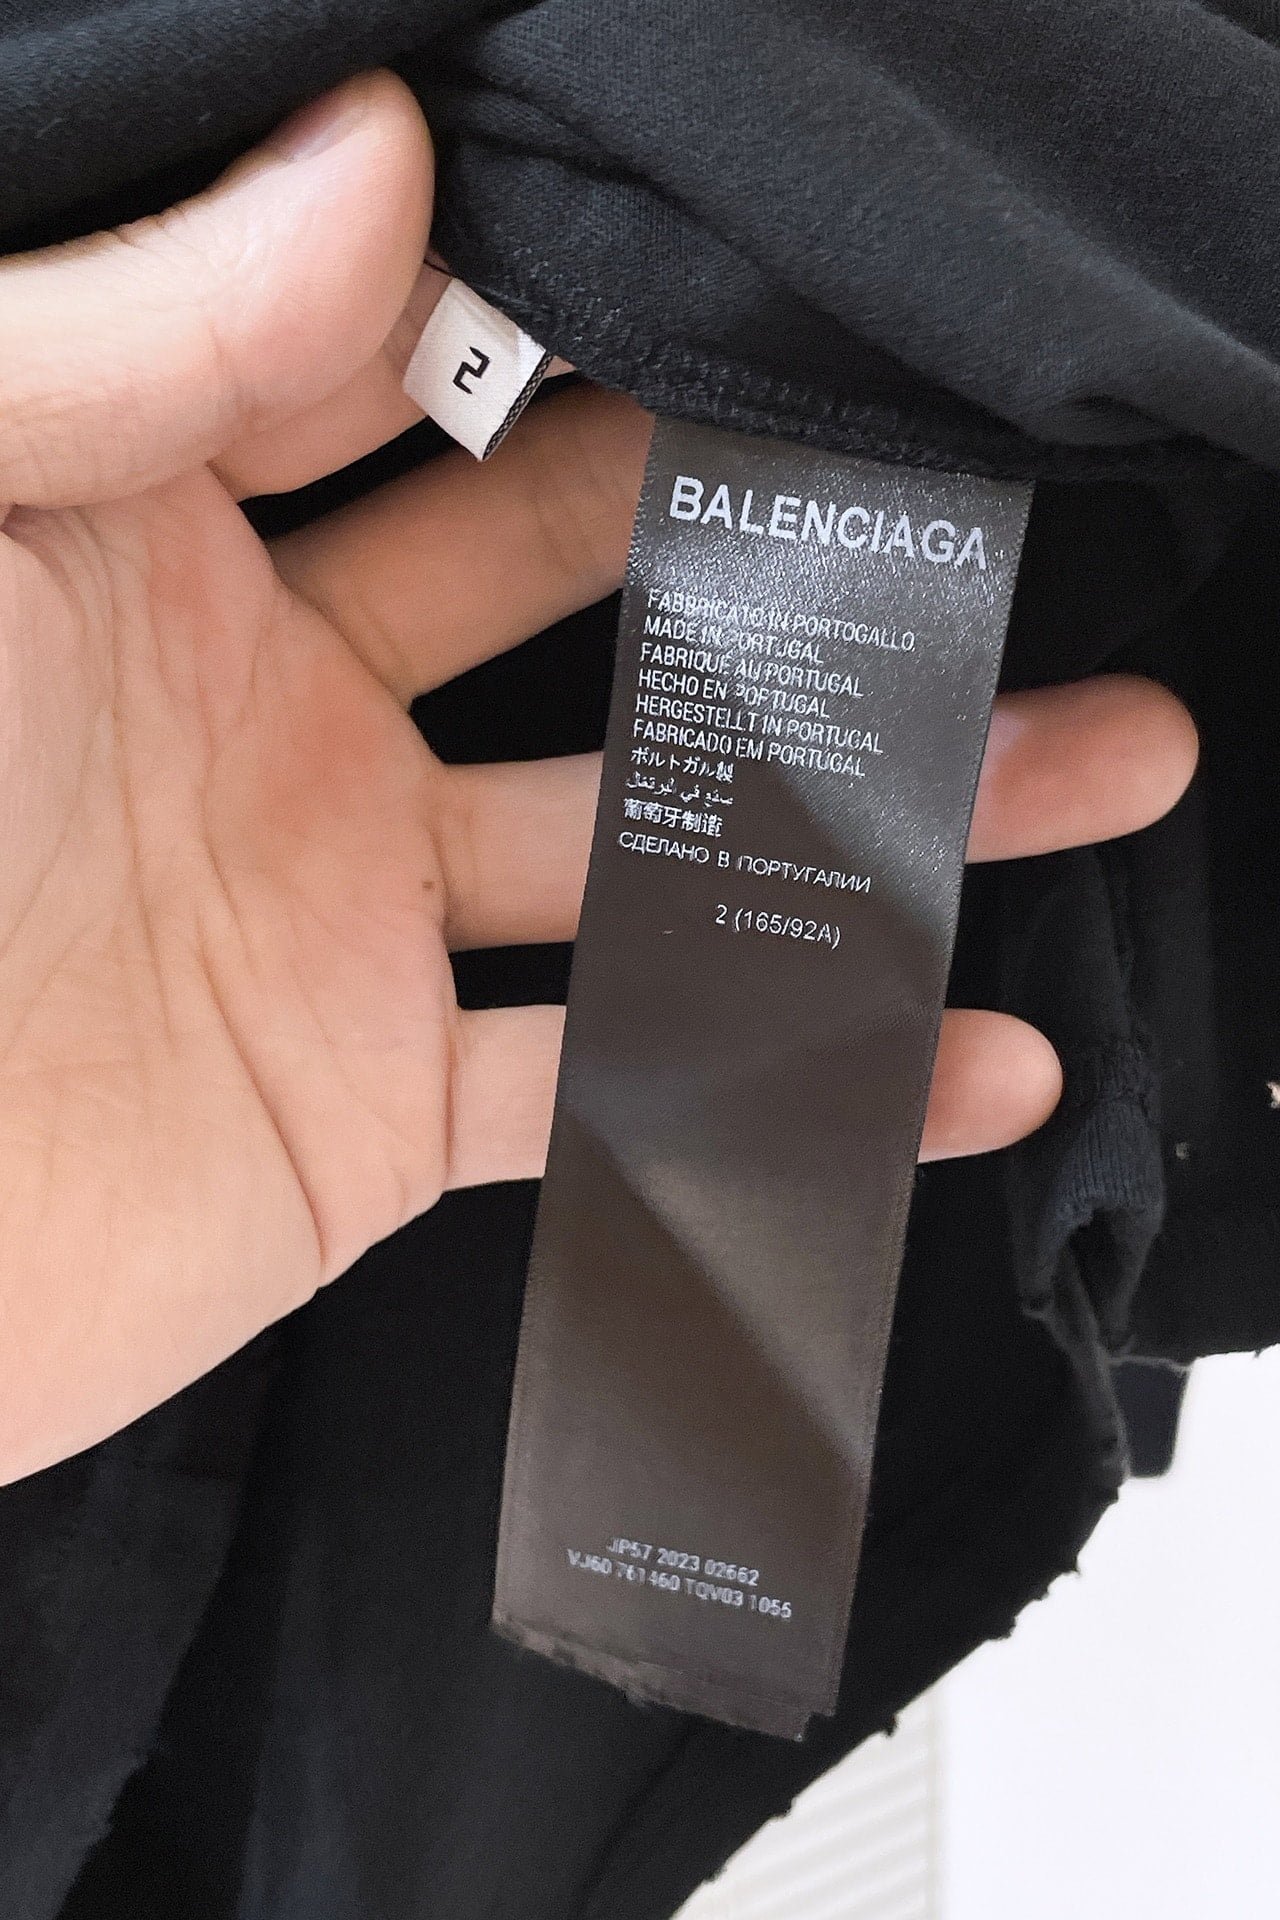 2
BALENCIAGA
FABBRICATO IN PORTOGALLO
MADE IN PORTUGAL
FABRIQUE AU PORTUGAL
HECHO EN PORTUGAL
HERGESTELLT IN PORTUGAL
FABRICADO EM PORTUGAL
ポルトガル製
صنع في البرتغال
葡萄牙制造
СДЕЛАНО В ПОРТУГАЛИИ
2 (165/92A)
JP57 2023 02662
VJ60 761460 TQV03 1055